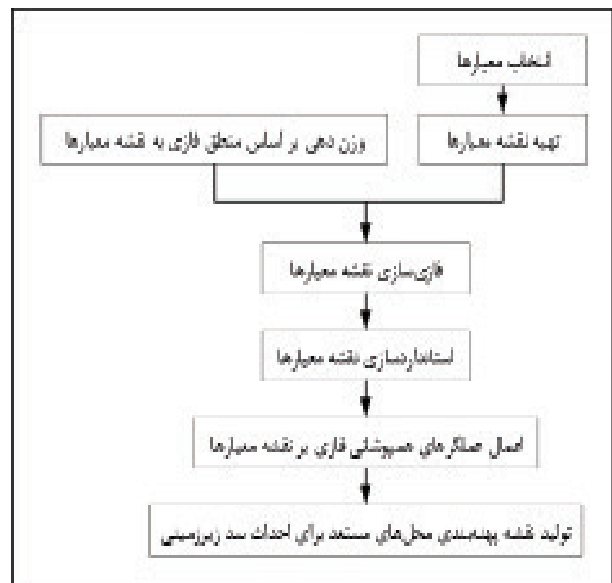 انتخاب معیارها
تهیه نقشه معیارها
وزن دهی بر اساس منطق فازی به نقشه معیارها
فازی‌سازی نقشه معیارها
استانداردسازی نقشه معیارها
اعمال عملگرهای همپوشانی فازی بر نقشه معیارها
تولید نقشه پهنه‌بندی محل‌های مستعد برای احداث سد زیرزمینی